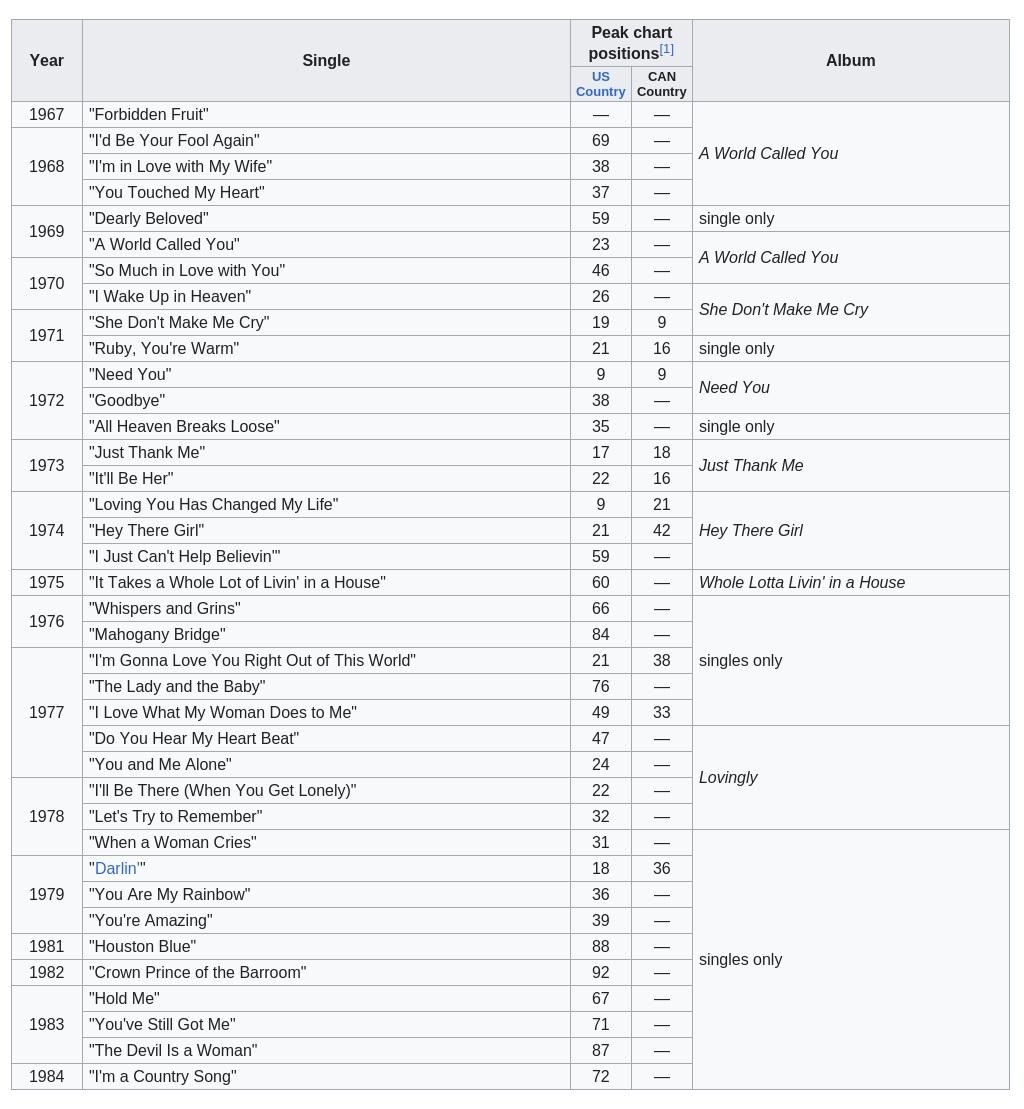 Year Single Peak chart positions[1] Album
US Country CAN Country
1967 "Forbidden Fruit" — — A World Called You
1968 "I'd Be Your Fool Again" 69 —
"I'm in Love with My Wife" 38 —
"You Touched My Heart" 37 —
1969 "Dearly Beloved" 59 — single only
"A World Called You" 23 — A World Called You
1970 "So Much in Love with You" 46 —
"I Wake Up in Heaven" 26 — She Don't Make Me Cry
1971 "She Don't Make Me Cry" 19 9
"Ruby, You're Warm" 21 16 single only
1972 "Need You" 9 9 Need You
"Goodbye" 38 —
"All Heaven Breaks Loose" 35 — single only
1973 "Just Thank Me" 17 18 Just Thank Me
"It'll Be Her" 22 16
1974 "Loving You Has Changed My Life" 9 21 Hey There Girl
"Hey There Girl" 21 42
"I Just Can't Help Believin'" 59 —
1975 "It Takes a Whole Lot of Livin' in a House" 60 — Whole Lotta Livin' in a House
1976 "Whispers and Grins" 66 — singles only
"Mahogany Bridge" 84 —
1977 "I'm Gonna Love You Right Out of This World" 21 38
"The Lady and the Baby" 76 —
"I Love What My Woman Does to Me" 49 33
"Do You Hear My Heart Beat" 47 — Lovingly
"You and Me Alone" 24 —
1978 "I'll Be There (When You Get Lonely)" 22 —
"Let's Try to Remember" 32 —
"When a Woman Cries" 31 — singles only
1979 "Darlin'" 18 36
"You Are My Rainbow" 36 —
"You're Amazing" 39 —
1981 "Houston Blue" 88 —
1982 "Crown Prince of the Barroom" 92 —
1983 "Hold Me" 67 —
"You've Still Got Me" 71 —
"The Devil Is a Woman" 87 —
1984 "I'm a Country Song" 72 —